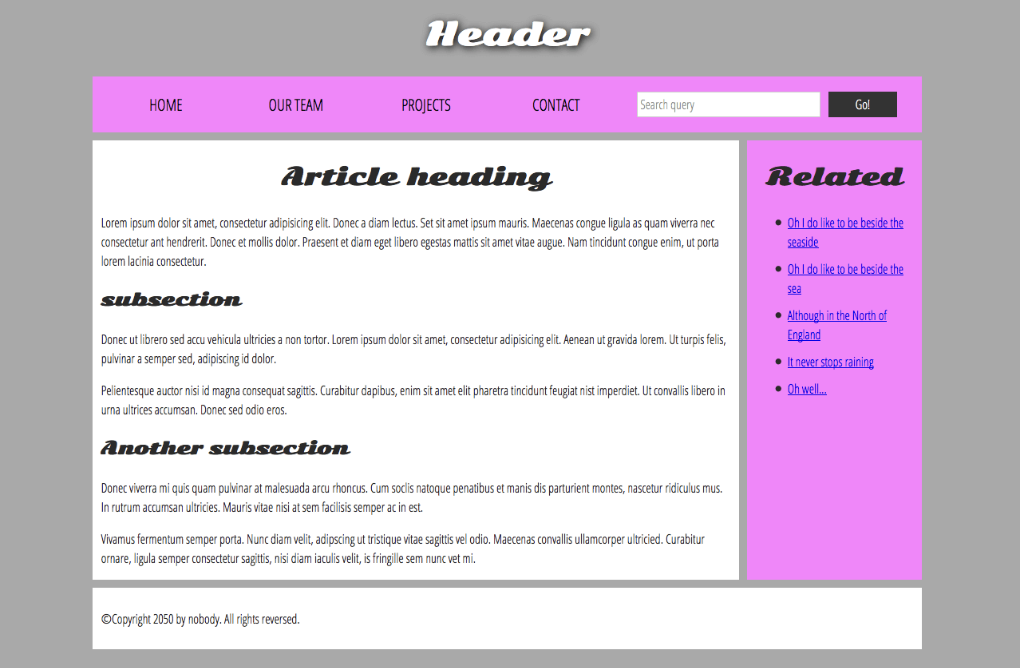 Header
HOME OUR TEAM PROJECTS CONTACT Search query Go!
Article heading
Lorem ipsum dolor sit amet, consectetur adipisicing elit. Donec a diam lectus. Set sit amet ipsum mauris. Maecenas congue ligula as quam viverra nec
consectetur ant hendrerit. Donec et mollis dolor. Praesent et diam eget libero egestas mattis sit amet vitae augue. Nam tincidunt congue enim, ut porta
lorem lacinia consectetur.
subsection
Donec ut librero sed accu vehicula ultricies a non tortor. Lorem ipsum dolor sit amet, consectetur adipisicing elit. Aenean ut gravida lorem. Ut turpis felis,
pulvinar a semper sed, adipiscing id dolor.
Pelientesque auctor nisi id magna consequat sagittis. Curabitur dapibus, enim sit amet elit pharetra tincidunt feugiat nist imperdiet. Ut convallis libero in
urna ultrices accumsan. Donec sed odio eros.
Another subsection
Donec viverra mi quis quam pulvinar at malesuada arcu rhoncus. Cum soclis natoque penatibus et manis dis parturient montes, nascetur ridiculus mus.
In rutrum accumsan ultricies. Mauris vitae nisi at sem facilisis semper ac in est.
Vivamus fermentum semper porta. Nunc diam velit, adipscing ut tristique vitae sagittis vel odio. Maecenas convallis ullamcorper ultricied. Curabitur
ornare, ligula semper consectetur sagittis, nisi diam iaculis velit, is fringille sem nunc vet mi.
Related
Oh I do like to be beside the
seaside
Oh I do like to be beside the
sea
Although in the North of
England
It never stops raining
Oh well...
©Copyright 2050 by nobody. All rights reversed.